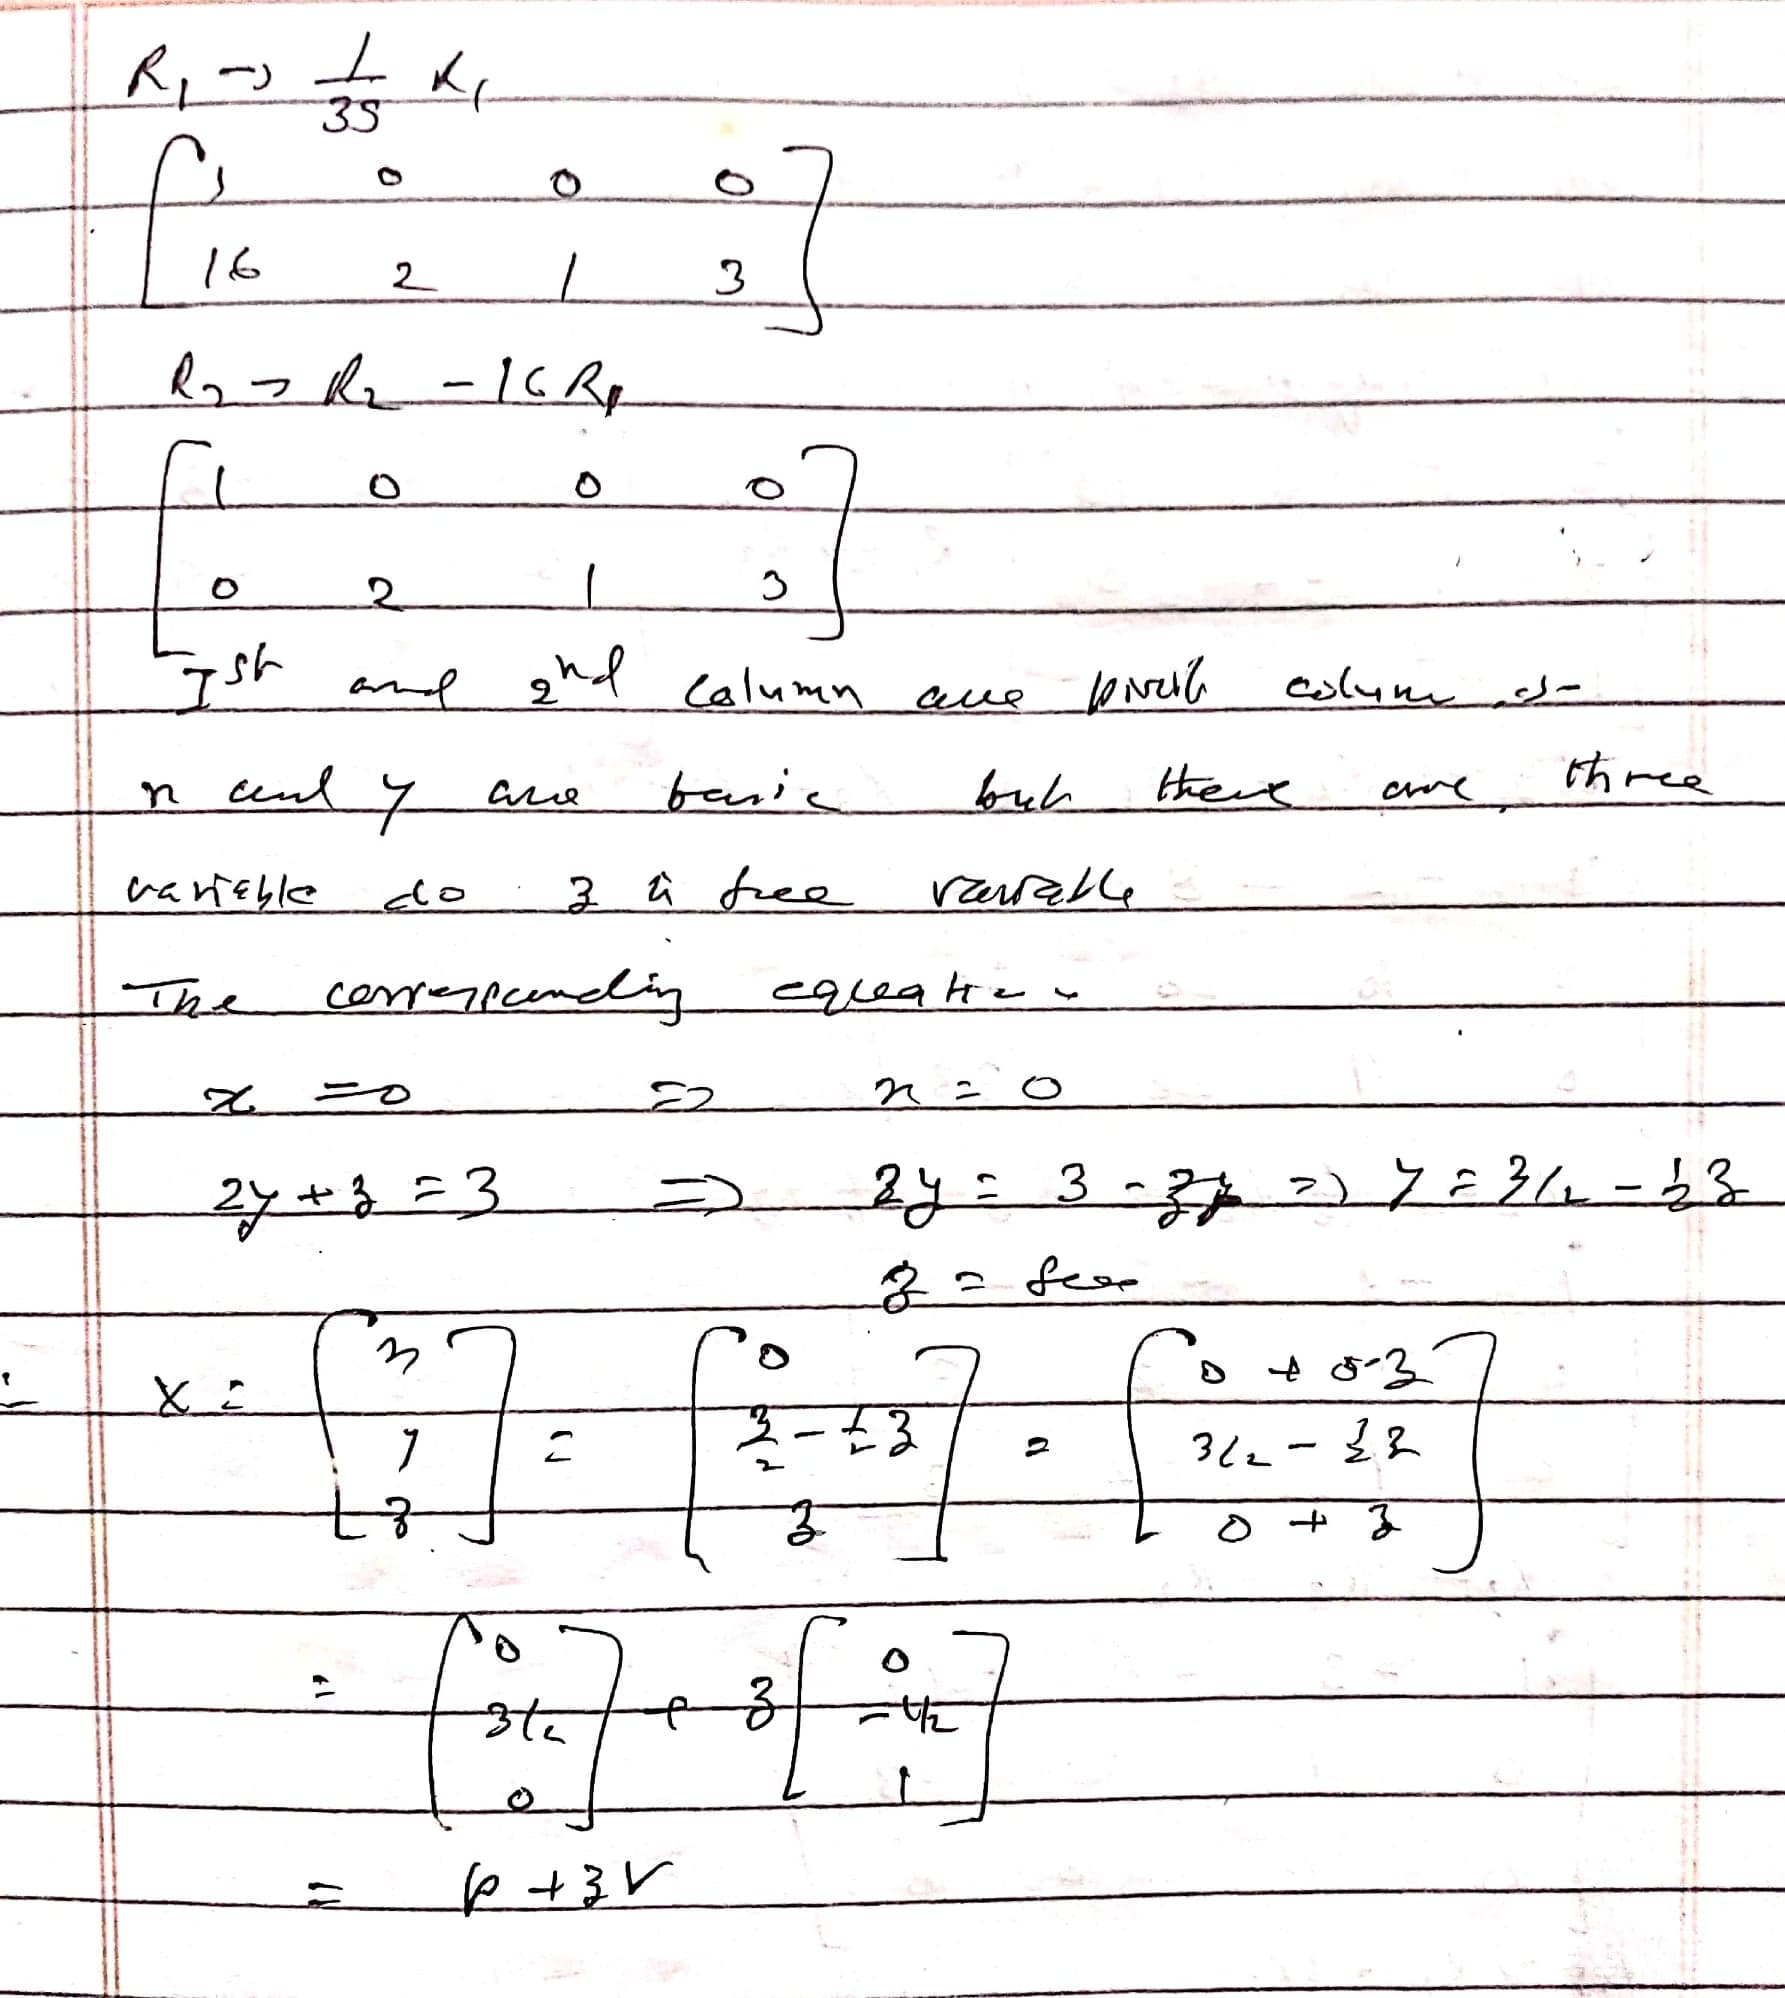 R₁ → 1/35 R₁
[ 1 0 0 0
16 2 1 3 ]
R₂ → R₂ - 16 R₁
[ 1 0 0 0
0 2 1 3 ]
Ist and 2nd column are pivot column so
x and y are basic but there are three
variable so z is free variable
The corresponding equation
x = 0 => x = 0
2y + z = 3 => 2y = 3 - z => y = 3/2 - 1/2 z
z = free
X = [ x y z ] = [ 0 3/2 - 1/2 z z ] = [ 0 + 0·z 3/2 - 1/2 z 0 + z ]
= [ 0 3/2 0 ] + z [ 0 -1/2 1 ]
= p + z v